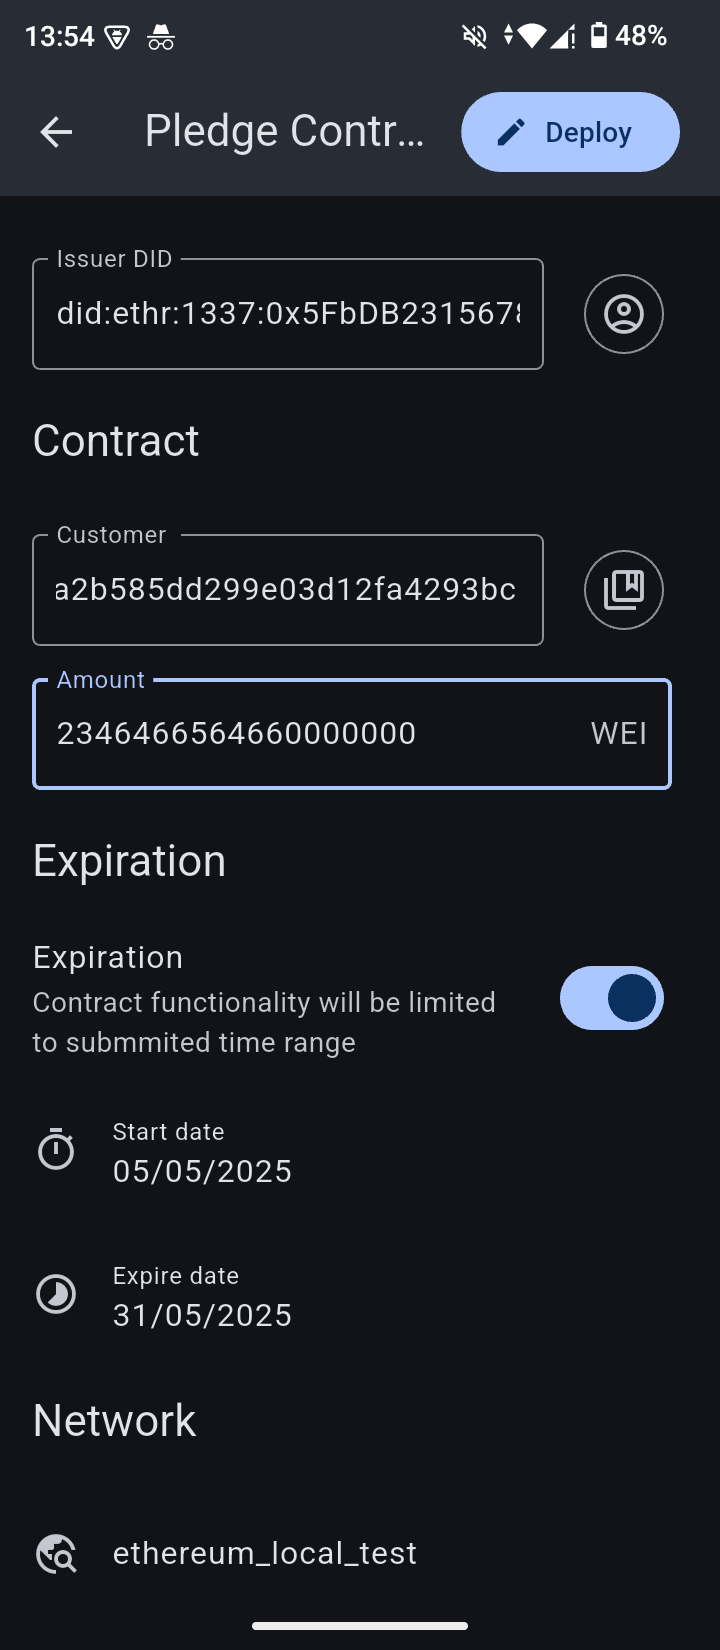 13:54
48%
Pledge Contr...
Deploy
Issuer DID
did:ethr:1337:0x5FbDB2315678
Contract
Customer
a2b585dd299e03d12fa4293bc
Amount
2346466564660000000 WEI
Expiration
Expiration
Contract functionality will be limited
to submmited time range
Start date
05/05/2025
Expire date
31/05/2025
Network
ethereum_local_test